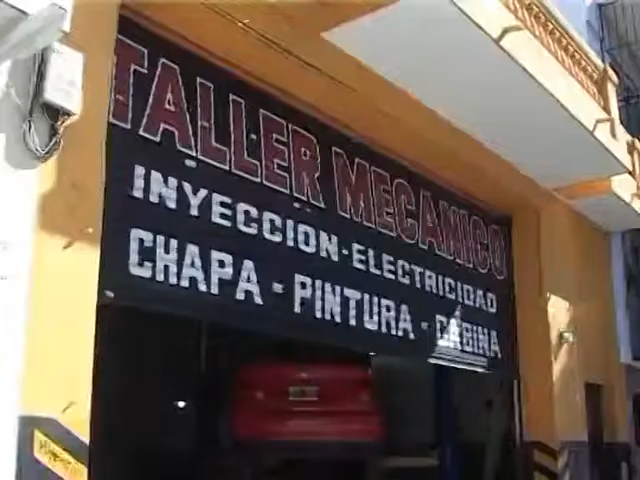 TALLER MECANICO
INYECCION-ELECTRICIDAD
CHAPA - PINTURA - CABINA